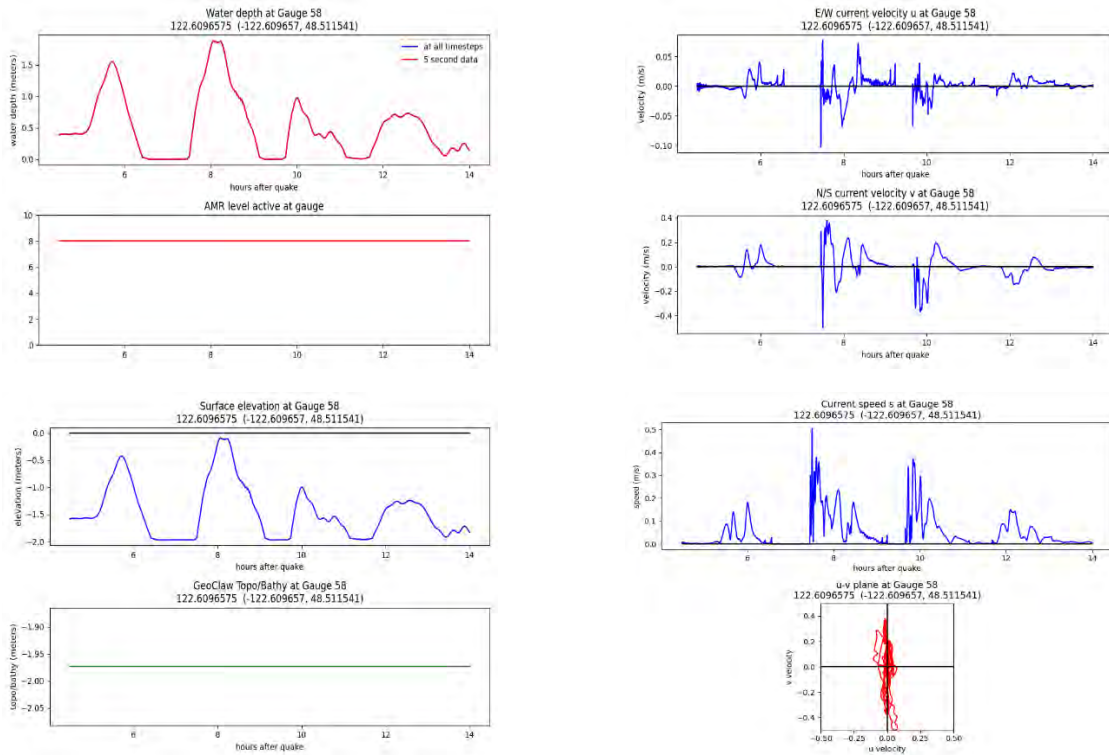 Water depth at Gauge 58
122.6096575 (-122.609657, 48.511541)
at all timesteps
5 second data
water depth (meters)
1.5
1.0
0.5
0.0
6 8 10 12 14
hours after quake
AMR level active at gauge
10
8
6
4
2
0
6 8 10 12 14
hours after quake
Surface elevation at Gauge 58
122.6096575 (-122.609657, 48.511541)
elevation (meters)
0.0
−0.5
−1.0
−1.5
−2.0
6 8 10 12 14
hours after quake
GeoClaw Topo/Bathy at Gauge 58
122.6096575 (-122.609657, 48.511541)
topo/bathy (meters)
−1.90
−1.95
−2.00
−2.05
6 8 10 12 14
hours after quake
E/W current velocity u at Gauge 58
122.6096575 (-122.609657, 48.511541)
velocity (m/s)
0.05
0.00
−0.05
−0.10
6 8 10 12 14
hours after quake
N/S current velocity v at Gauge 58
122.6096575 (-122.609657, 48.511541)
velocity (m/s)
0.4
0.2
0.0
−0.2
−0.4
6 8 10 12 14
hours after quake
Current speed s at Gauge 58
122.6096575 (-122.609657, 48.511541)
speed (m/s)
0.5
0.4
0.3
0.2
0.1
0.0
6 8 10 12 14
hours after quake
u-v plane at Gauge 58
122.6096575 (-122.609657, 48.511541)
v velocity
0.4
0.2
0.0
−0.2
−0.4
−0.50 −0.25 0.00 0.25 0.50
u velocity